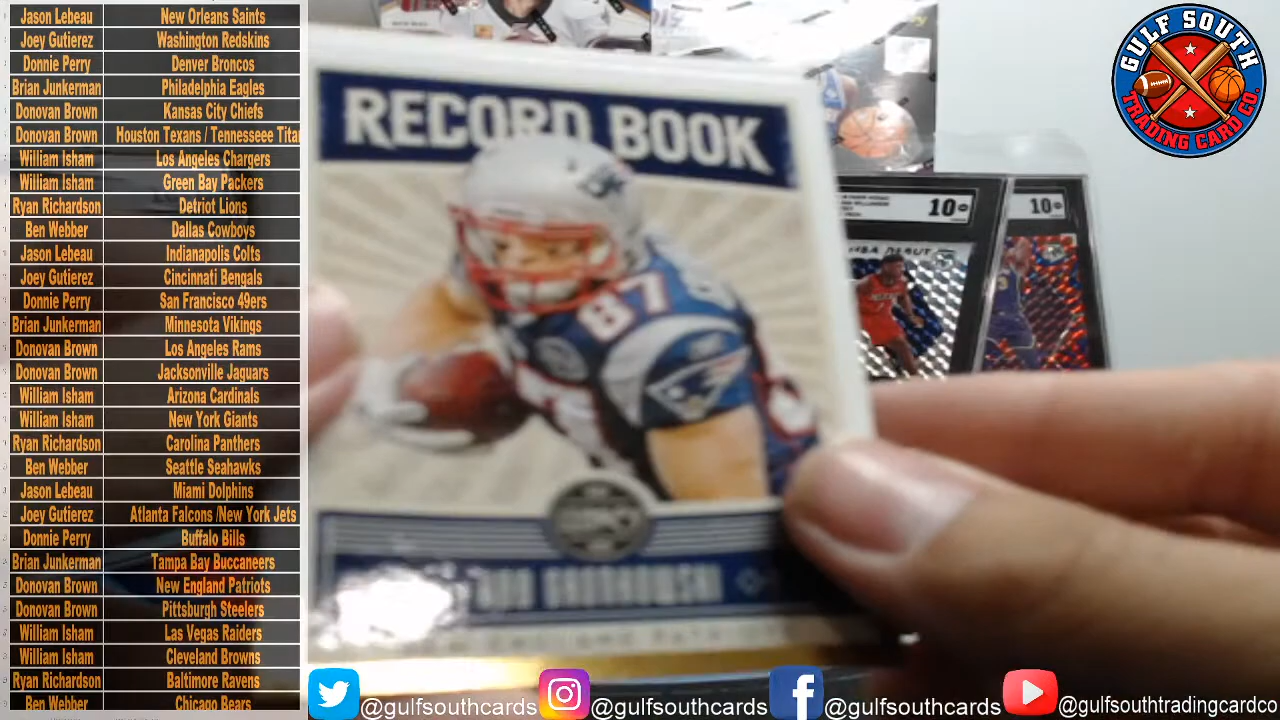 Jason Lebeau New Orleans Saints
Joey Gutierez Washington Redskins
Donnie Perry Denver Broncos
Brian Junkerman Philadelphia Eagles
Donovan Brown Kansas City Chiefs
Donovan Brown Houston Texans / Tennesseee Titan
William Isham Los Angeles Chargers
William Isham Green Bay Packers
Ryan Richardson Detriot Lions
Ben Webber Dallas Cowboys
Jason Lebeau Indianapolis Colts
Joey Gutierez Cincinnati Bengals
Donnie Perry San Francisco 49ers
Brian Junkerman Minnesota Vikings
Donovan Brown Los Angeles Rams
Donovan Brown Jacksonville Jaguars
William Isham Arizona Cardinals
William Isham New York Giants
Ryan Richardson Carolina Panthers
Ben Webber Seattle Seahawks
Jason Lebeau Miami Dolphins
Joey Gutierez Atlanta Falcons /New York Jets
Donnie Perry Buffalo Bills
Brian Junkerman Tampa Bay Buccaneers
Donovan Brown New England Patriots
Donovan Brown Pittsburgh Steelers
William Isham Las Vegas Raiders
William Isham Cleveland Browns
Ryan Richardson Baltimore Ravens
Ben Webber Chicago Bears
RECORD BOOK
87
10
10
NBA DEBUT
GULF SOUTH
TRADING CARD CO.
@gulfsouthcards
@gulfsouthcards
@gulfsouthcards
@gulfsouthtradingcardco